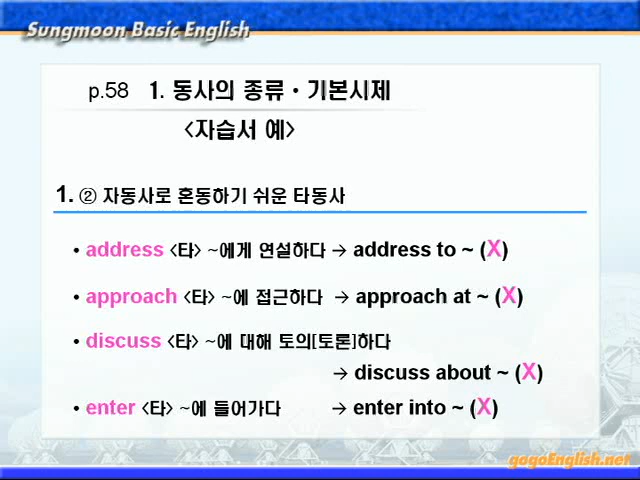 Sungmoon Basic English
p.58 1. 동사의 종류 • 기본시제
<자습서 예>
1. ② 자동사로 혼동하기 쉬운 타동사
• address <타> ~에게 연설하다 → address to ~ (X)
• approach <타> ~에 접근하다 → approach at ~ (X)
• discuss <타> ~에 대해 토의[토론]하다
→ discuss about ~ (X)
• enter <타> ~에 들어가다 → enter into ~ (X)
gogoEnglish.net